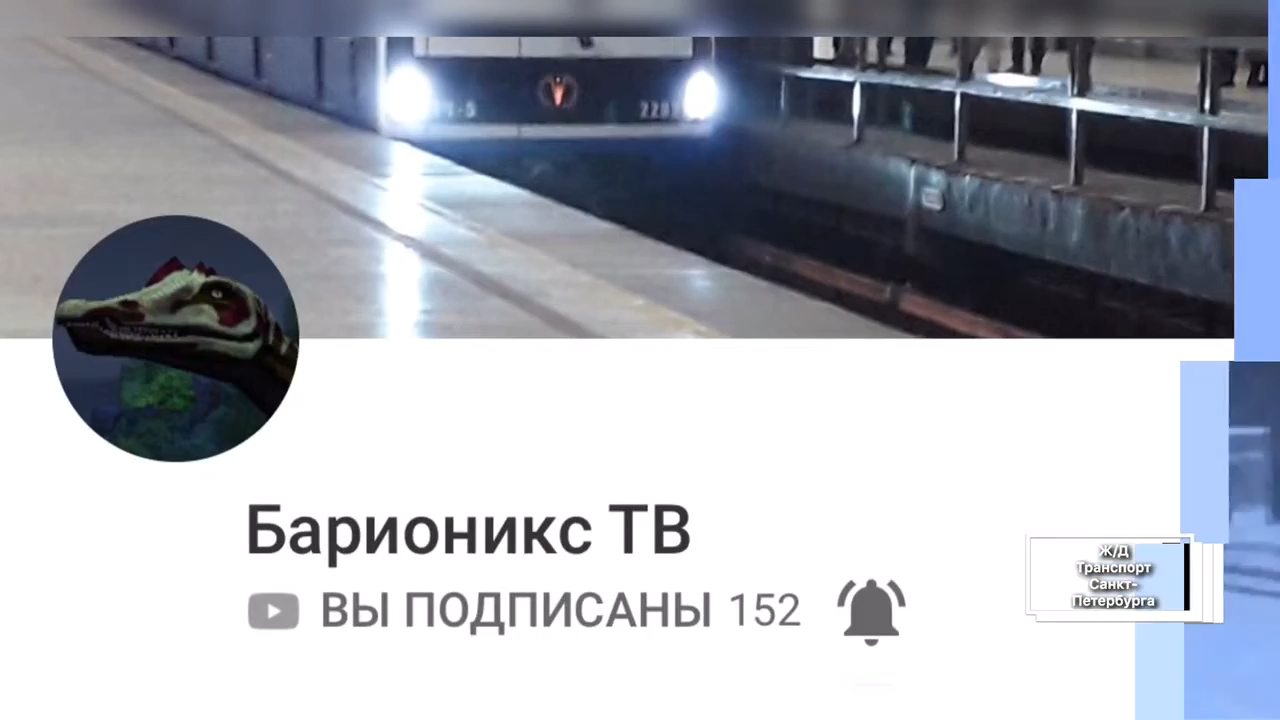 Барионикс ТВ
ВЫ ПОДПИСАНЫ 152
Ж/Д
Транспорт
Санкт-
Петербурга